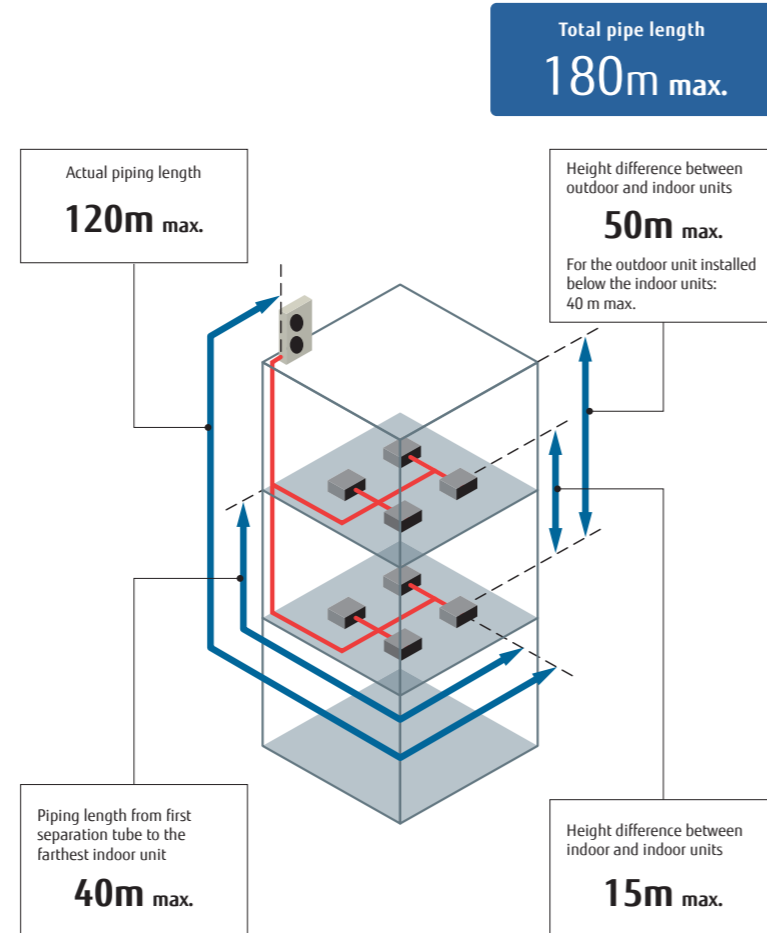 Total pipe length
180m max.
Actual piping length
120m max.
Height difference between
outdoor and indoor units
50m max.
For the outdoor unit installed
below the indoor units:
40 m max.
Piping length from first
separation tube to the
farthest indoor unit
40m max.
Height difference between
indoor and indoor units
15m max.